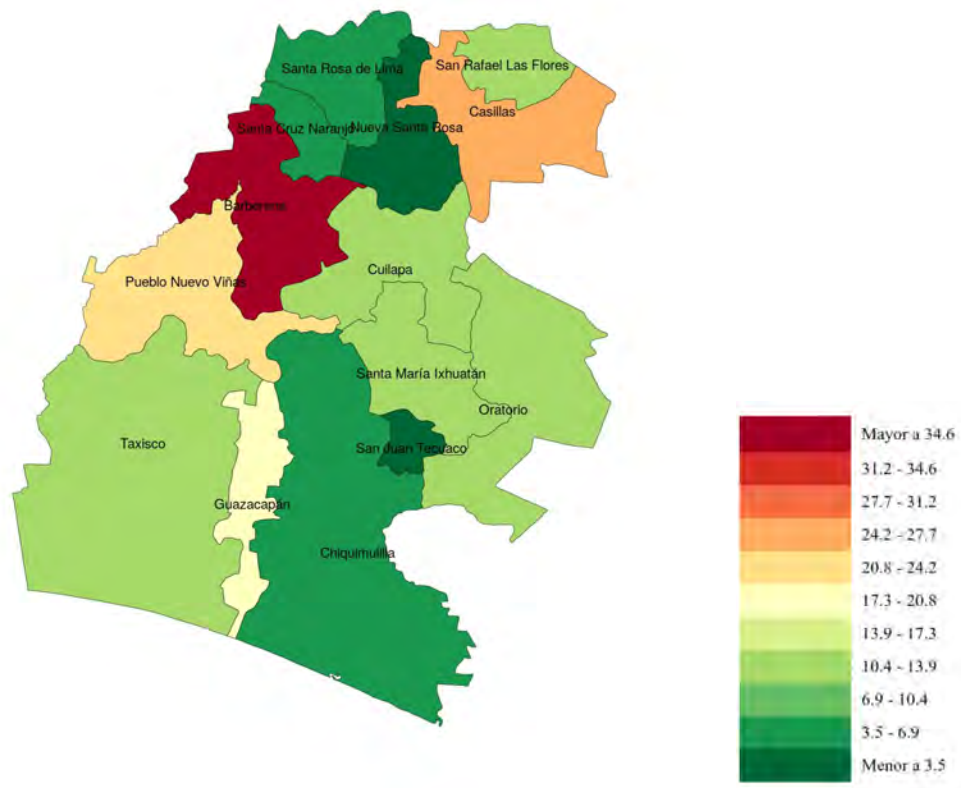 Santa Rosa de Lima
San Rafael Las Flores
Casillas
Santa Cruz Naranjo
Nueva Santa Rosa
Barberena
Cuilapa
Pueblo Nuevo Viñas
Santa María Ixhuatán
Oratorio
Taxisco
San Juan Tecuaco
Guazacapán
Chiquimulilla
Mayor a 34.6
31.2 - 34.6
27.7 - 31.2
24.2 - 27.7
20.8 - 24.2
17.3 - 20.8
13.9 - 17.3
10.4 - 13.9
6.9 - 10.4
3.5 - 6.9
Menor a 3.5